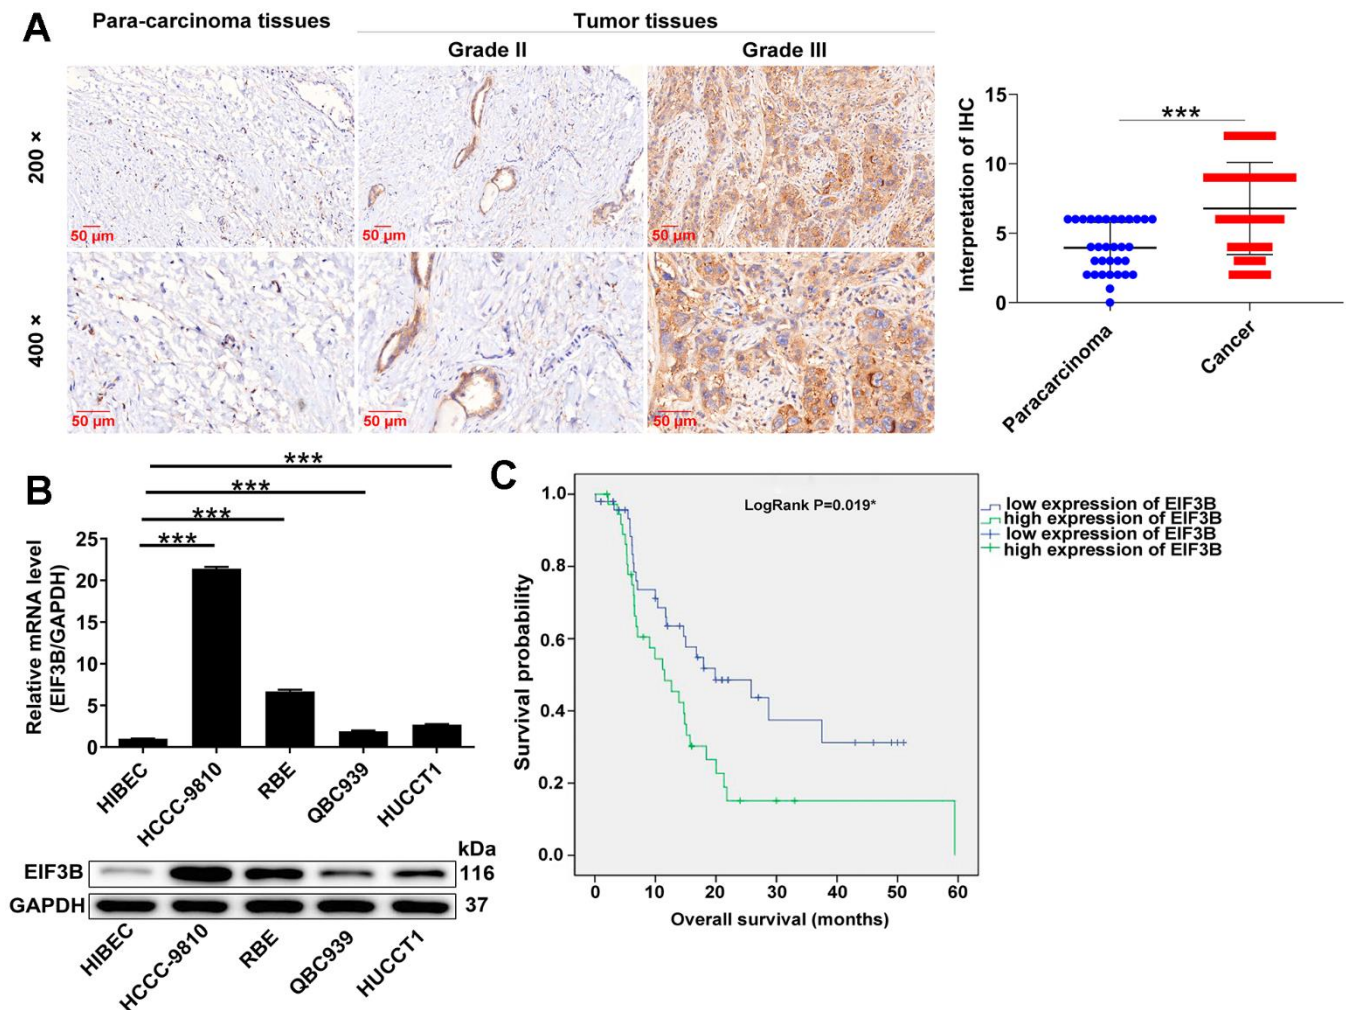 A
Para-carcinoma tissues
Tumor tissues
Grade II
Grade III
200 ×
50 µm
50 µm
50 µm
400 ×
50 µm
50 µm
50 µm
Interpretation of IHC
15
10
5
0
***
Paracarcinoma
Cancer
B
***
***
***
***
Relative mRNA level
(EIF3B/GAPDH)
25
20
15
10
5
0
HIBEC
HCCC-9810
RBE
QBC939
HUCCT1
kDa
EIF3B
116
GAPDH
37
HIBEC
HCCC-9810
RBE
QBC939
HUCCT1
C
LogRank P=0.019*
Survival probability
1.0
0.8
0.6
0.4
0.2
0.0
0 10 20 30 40 50 60
Overall survival (months)
low expression of EIF3B
high expression of EIF3B
low expression of EIF3B
high expression of EIF3B